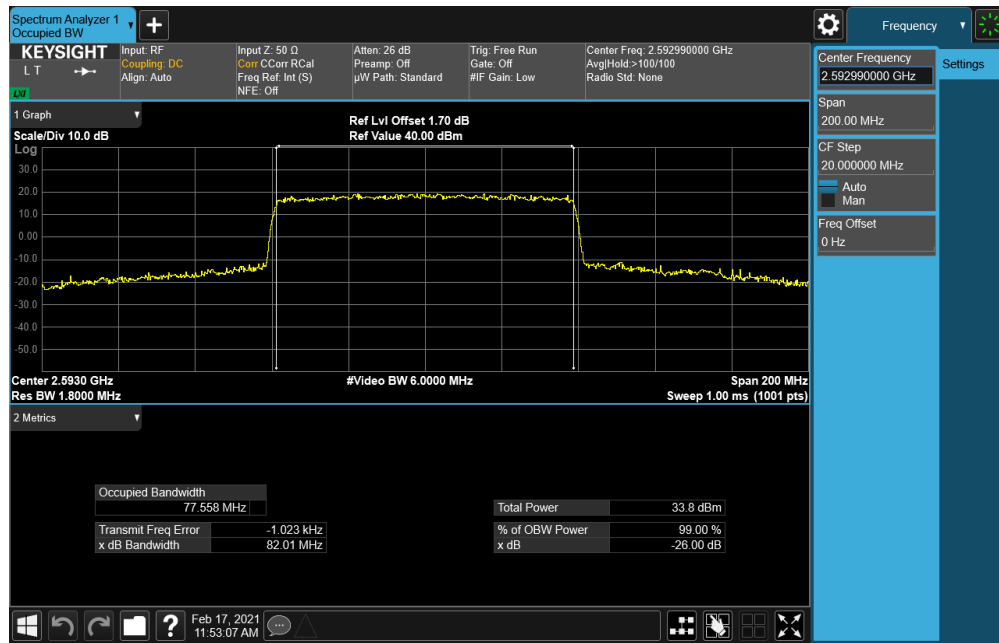 Spectrum Analyzer 1
Occupied BW
Frequency
KEYSIGHT
L T
LXI
Input: RF
Coupling: DC
Align: Auto
Input Z: 50 Ω
Corr CCorr RCal
Freq Ref: Int (S)
NFE: Off
Atten: 26 dB
Preamp: Off
µW Path: Standard
Trig: Free Run
Gate: Off
#IF Gain: Low
Center Freq: 2.592990000 GHz
Avg|Hold:>100/100
Radio Std: None
Center Frequency
2.592990000 GHz
Settings
Span
200.00 MHz
CF Step
20.000000 MHz
Auto
Man
Freq Offset
0 Hz
1 Graph
Scale/Div 10.0 dB
Ref Lvl Offset 1.70 dB
Ref Value 40.00 dBm
Log
30.0
20.0
10.0
0.00
-10.0
-20.0
-30.0
-40.0
-50.0
Center 2.5930 GHz
#Video BW 6.0000 MHz
Span 200 MHz
Res BW 1.8000 MHz
Sweep 1.00 ms (1001 pts)
2 Metrics
Occupied Bandwidth
77.558 MHz
Total Power 33.8 dBm
Transmit Freq Error -1.023 kHz
% of OBW Power 99.00 %
x dB Bandwidth 82.01 MHz
x dB -26.00 dB
?
Feb 17, 2021
11:53:07 AM